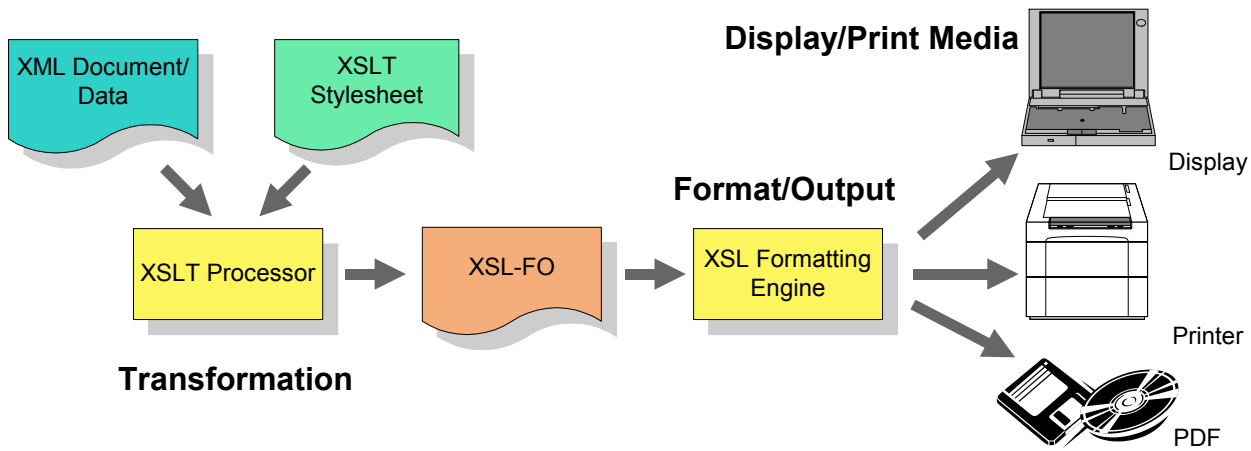 Display/Print Media
XML Document/
Data
XSLT
Stylesheet
Display
Format/Output
XSLT Processor
XSL-FO
XSL Formatting
Engine
Printer
Transformation
PDF